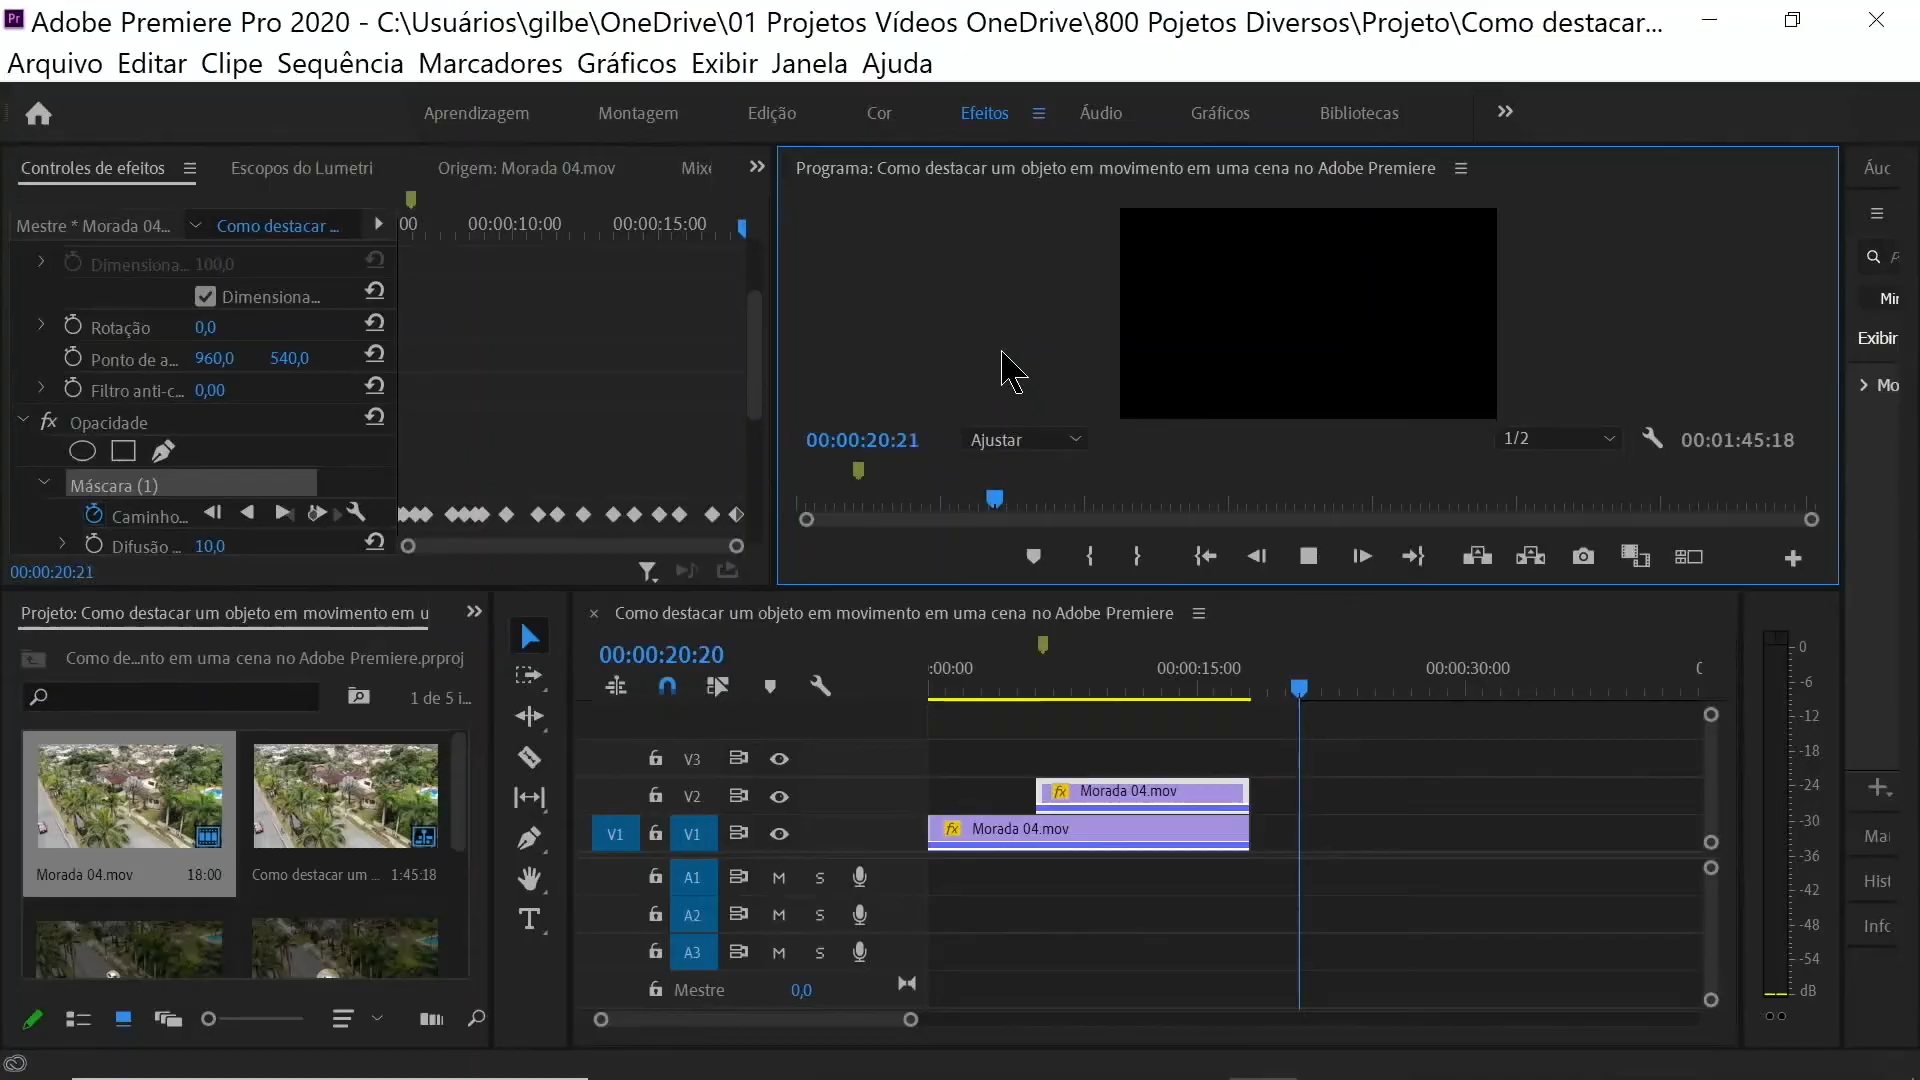 Adobe Premiere Pro 2020 - C:\Usuários\gilbe\OneDrive\01 Projetos Vídeos OneDrive\800 Pojetos Diversos\Projeto\Como destacar...
Arquivo Editar Clipe Sequência Marcadores Gráficos Exibir Janela Ajuda
Aprendizagem Montagem Edição Cor Efeitos Áudio Gráficos Bibliotecas
Controles de efeitos Escopos do Lumetri Origem: Morada 04.mov
Mestre * Morada 04... Como destacar ...
00 00:00:10:00 00:00:15:00
Dimensiona... 100,0
Dimensiona...
Rotação 0,0
Ponto de a... 960,0 540,0
Filtro anti-c... 0,00
fx Opacidade
Máscara (1)
Caminho...
Difusão ... 10,0
00:00:20:21
Programa: Como destacar um objeto em movimento em uma cena no Adobe Premiere
00:00:20:21 Ajustar 1/2 00:01:45:18
Exibir
Projeto: Como destacar um objeto em movimento em u
Como de...nto em uma cena no Adobe Premiere.prproj
1 de 5 i...
Morada 04.mov 18:00
Como destacar um ... 1:45:18
Como destacar um objeto em movimento em uma cena no Adobe Premiere
00:00:20:20
:00:00 00:00:15:00 00:00:30:00
V3
V2 fx Morada 04.mov
V1 V1 fx Morada 04.mov
A1 M S
A2 M S
A3 M S
Mestre 0,0
0
-6
-12
-18
-24
-30
-36
-42
-48
-54
dB